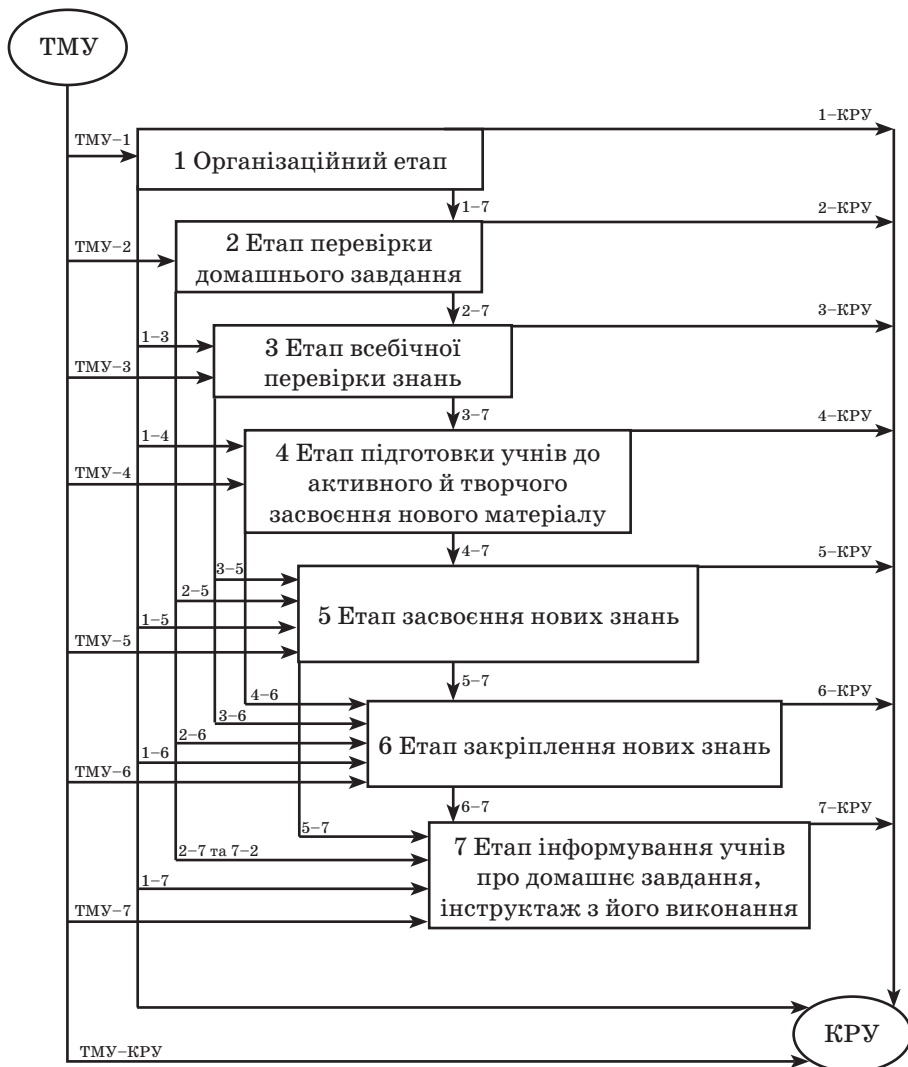 ТМУ
1–КРУ
ТМУ–1
1 Організаційний етап
1–7
2–КРУ
ТМУ–2
2 Етап перевірки
домашнього завдання
2–7
3–КРУ
1–3
3 Етап всебічної
перевірки знань
ТМУ–3
3–7
4–КРУ
1–4
4 Етап підготовки учнів до
активного й творчого
засвоєння нового матеріалу
ТМУ–4
4–7
5–КРУ
3–5
2–5
1–5
5 Етап засвоєння нових знань
ТМУ–5
5–7
6–КРУ
4–6
3–6
2–6
1–6
6 Етап закріплення нових знань
ТМУ–6
6–7
7–КРУ
5–7
2–7 та 7–2
1–7
7 Етап інформування учнів
про домашнє завдання,
інструктаж з його виконання
ТМУ–7
КРУ
ТМУ–КРУ